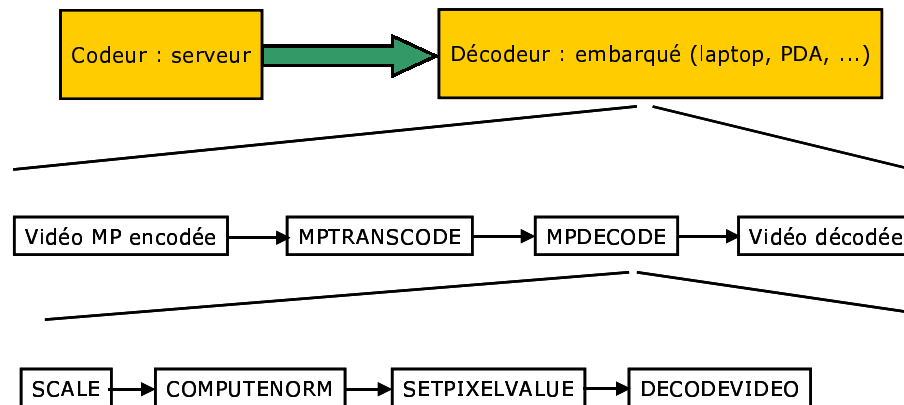 Codeur : serveur
Décodeur : embarqué (laptop, PDA, ...)
Vidéo MP encodée
MPTRANSCODE
MPDECODE
Vidéo décodée
SCALE
COMPUTENORM
SETPIXELVALUE
DECODEVIDEO